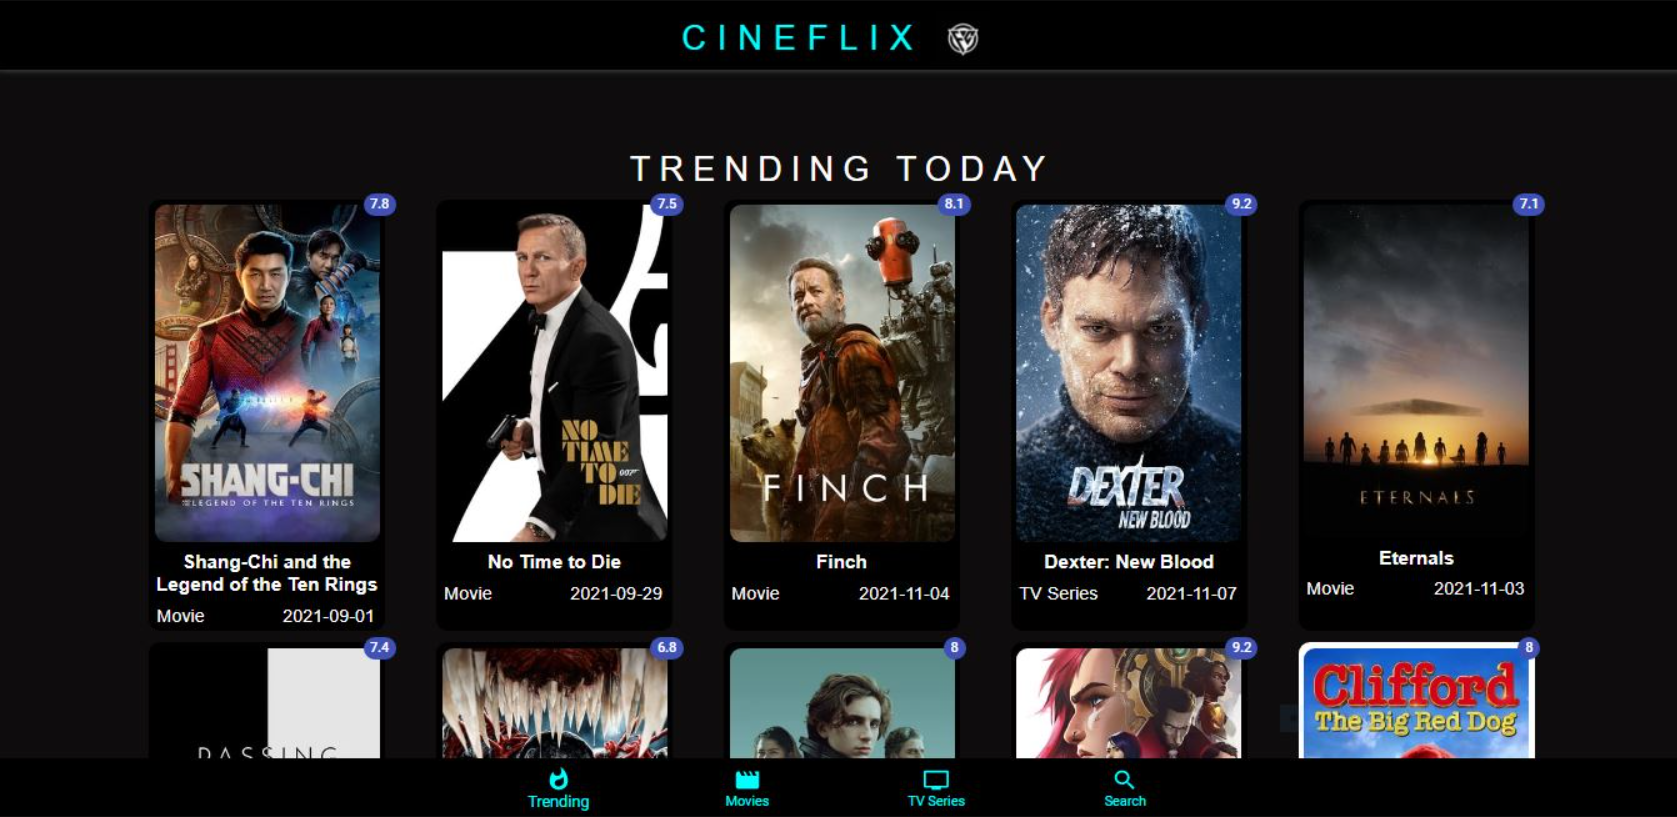 CINEFLIX
TRENDING TODAY
7.8
7.5
8.1
9.2
7.1
SHANG-CHI
LEGEND OF THE TEN RINGS
NO
TIME
TO 007
DIE
FINCH
DEXTER
NEW BLOOD
ETERNALS
Shang-Chi and the
Legend of the Ten Rings
Movie 2021-09-01
No Time to Die
Movie 2021-09-29
Finch
Movie 2021-11-04
Dexter: New Blood
TV Series 2021-11-07
Eternals
Movie 2021-11-03
7.4
6.8
8
9.2
8
PASSING
Clifford
The Big Red Dog
Trending
Movies
TV Series
Search